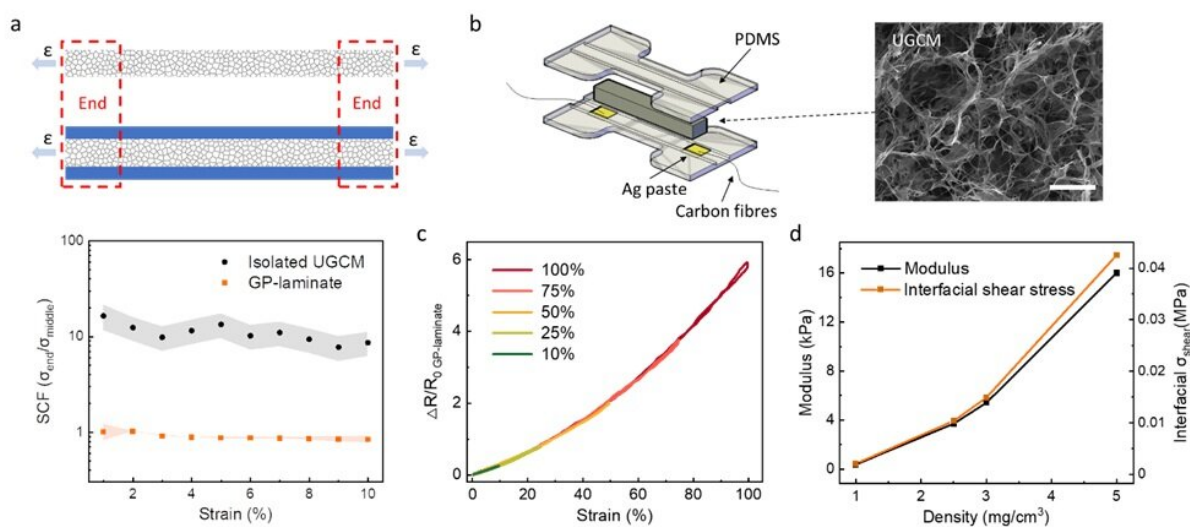 a
ε
ε
End
End
ε
ε
b
PDMS
Ag paste
Carbon fibres
UGCM
100
10
1
SCF (σend/σmiddle)
Isolated UGCM
GP-laminate
2
4
6
8
10
Strain (%)
c
6
4
2
0
△R/R0 GP-laminate
100%
75%
50%
25%
10%
0
20
40
60
80
100
Strain (%)
d
16
12
8
4
0
Modulus (kPa)
Modulus
Interfacial shear stress
0.04
0.03
0.02
0.01
0
Interfacial σshear(MPa)
1
2
3
4
5
Density (mg/cm³)